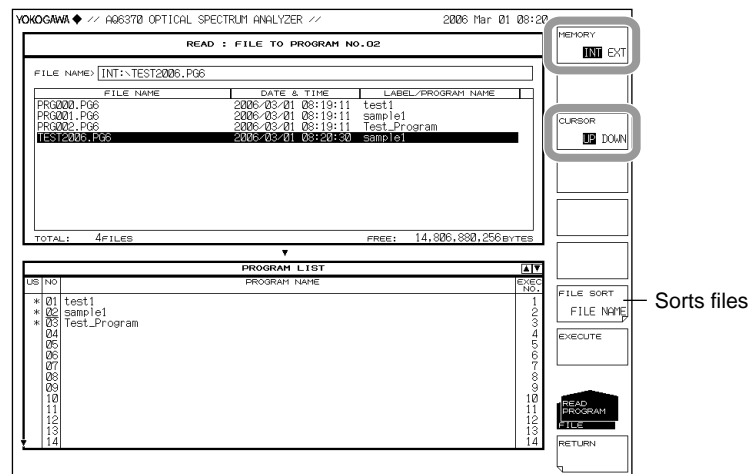 YOKOGAWA ◆ // AQ6370 OPTICAL SPECTRUM ANALYZER // 2006 Mar 01 08:20
READ : FILE TO PROGRAM NO.02
FILE NAME> INT:\TEST2006.PG6
FILE NAME DATE & TIME LABEL/PROGRAM NAME
PRG000.PG6 2006/03/01 08:19:11 test1
PRG001.PG6 2006/03/01 08:19:11 sample1
PRG002.PG6 2006/03/01 08:19:11 Test_Program
TEST2006.PG6 2006/03/01 08:20:30 sample1
TOTAL: 4FILES FREE: 14,806,880,256BYTES
▼
PROGRAM LIST ▲▼
US NO PROGRAM NAME EXEC NO.
* 01 test1 1
* 02 sample1 2
* 03 Test_Program 3
04 4
05 5
06 6
07 7
08 8
09 9
10 10
11 11
12 12
13 13
14 14
MEMORY
INT EXT
CURSOR
UP DOWN
FILE SORT
FILE NAME
Sorts files
EXECUTE
READ
PROGRAM
FILE
RETURN